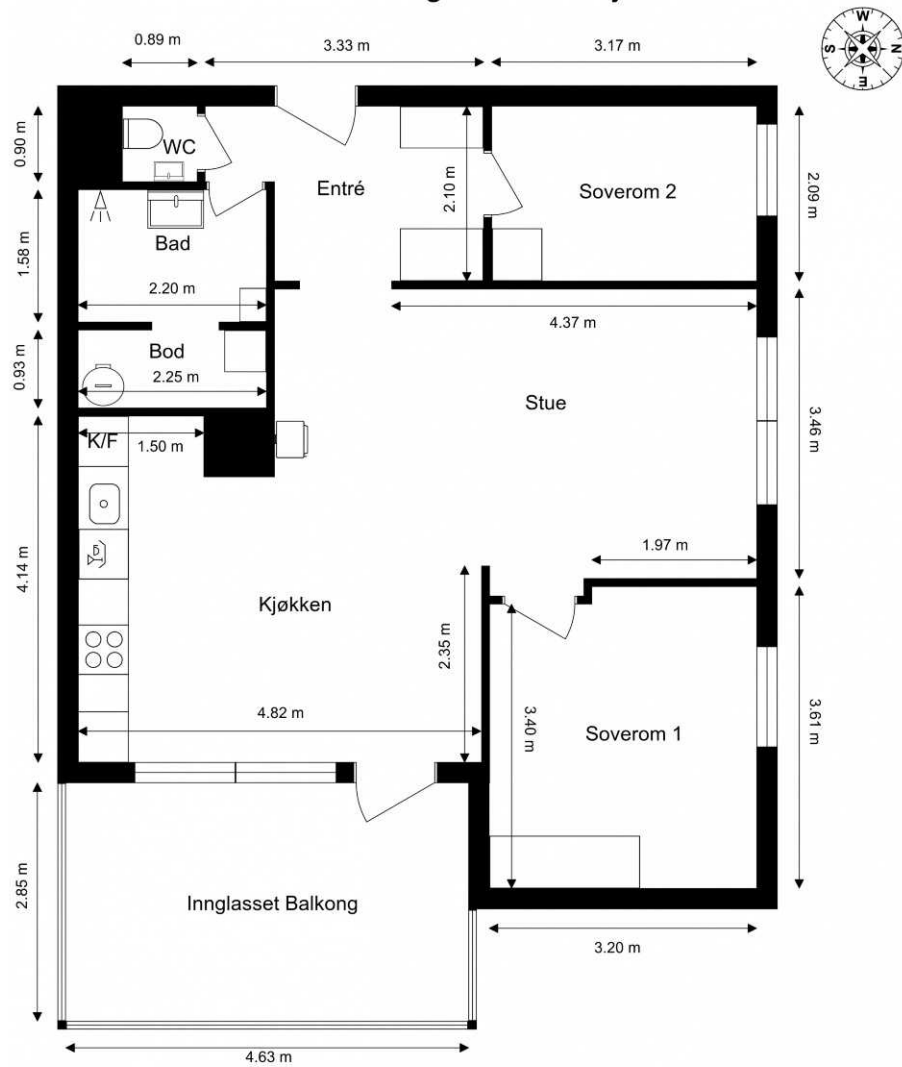 0.89 m
3.33 m
3.17 m
W
S
N
E
0.90 m
WC
Entré
2.10 m
Soverom 2
2.09 m
1.58 m
Bad
2.20 m
4.37 m
0.93 m
Bod
2.25 m
Stue
3.46 m
K/F
1.50 m
1.97 m
4.14 m
Kjøkken
2.35 m
4.82 m
3.40 m
Soverom 1
3.61 m
2.85 m
Innglasset Balkong
3.20 m
4.63 m